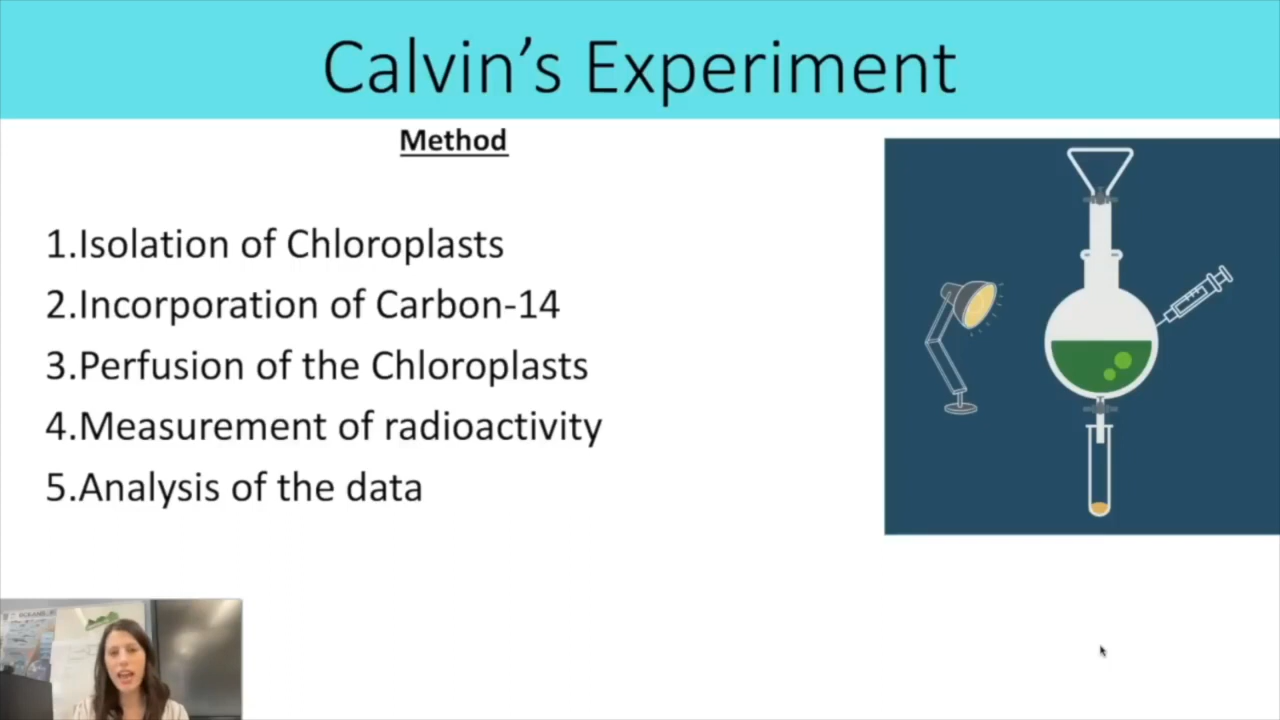 Calvin’s Experiment
Method
1.Isolation of Chloroplasts
2.Incorporation of Carbon-14
3.Perfusion of the Chloroplasts
4.Measurement of radioactivity
5.Analysis of the data